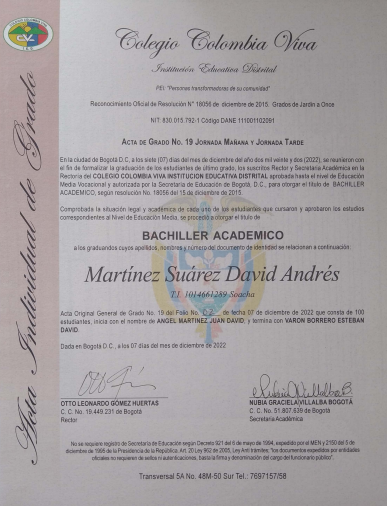 Colegio Colombia Viva
Institución Educativa Distrital
PEI: "Personas transformadoras de su comunidad"
Reconocimiento Oficial de Resolución N° 18056 de diciembre de 2015. Grados de Jardín a Once
NIT: 830.015.792-1 Código DANE 111001102091
ACTA DE GRADO No. 19 JORNADA MAÑANA Y JORNADA TARDE
En la ciudad de Bogotá D.C, a los siete (07) días del mes de diciembre del año dos mil veinte y dos (2022), se reunieron con
el fin de formalizar la graduación de los estudiantes de último grado, los suscritos Rector y Secretaria Académica en la
Rectoría del COLEGIO COLOMBIA VIVA INSTITUCION EDUCATIVA DISTRITAL aprobada hasta el nivel de Educación
Media Vocacional y autorizada por la Secretaría de Educación de Bogotá, D.C., para otorgar el título de BACHILLER
ACADEMICO, según resolución No. 18056 del 15 de diciembre de 2015.
Comprobada la situación legal y académica de cada uno de los estudiantes que cursaron y aprobaron los estudios
correspondientes al Nivel de Educación Media, se procedió a otorgar el título de
BACHILLER ACADEMICO
a los graduandos cuyos apellidos, nombres y número del documento de identidad se relacionan a continuación:
Martínez Suárez David Andrés
T.I. 1014661289 Soacha
Acta Original General de Grado No. 19 del Folio No. de fecha 07 de diciembre de 2022 que consta de 100
estudiantes, inicia con el nombre de ANGEL MARTINEZ JUAN DAVID, y termina con VARON BORRERO ESTEBAN
DAVID.
Dada en Bogotá D.C., a los 07 días del mes de diciembre de 2022
OTTO LEONARDO GÓMEZ HUERTAS
C. C. No. 19.449.231 de Bogotá
Rector
NUBIA GRACIELA VILLALBA BOGOTÁ
C. C. No. 51.807.639 de Bogotá
Secretaria Académica
No se requiere registro de Secretaría de Educación según Decreto 921 del 6 de mayo de 1994, expedido por el MEN y 2150 del 5 de
diciembre de 1995 de la Presidencia de la República, Art. 20 Ley 962 de 2005, Ley Anti trámites; "los documentos expedidos por entidades
oficiales no requieren de sellos ni autenticaciones, basta la firma y denominación del cargo del funcionario público".
Transversal 5A No. 48M-50 Sur Tel.: 7697157/58
Acta Individual de Grado